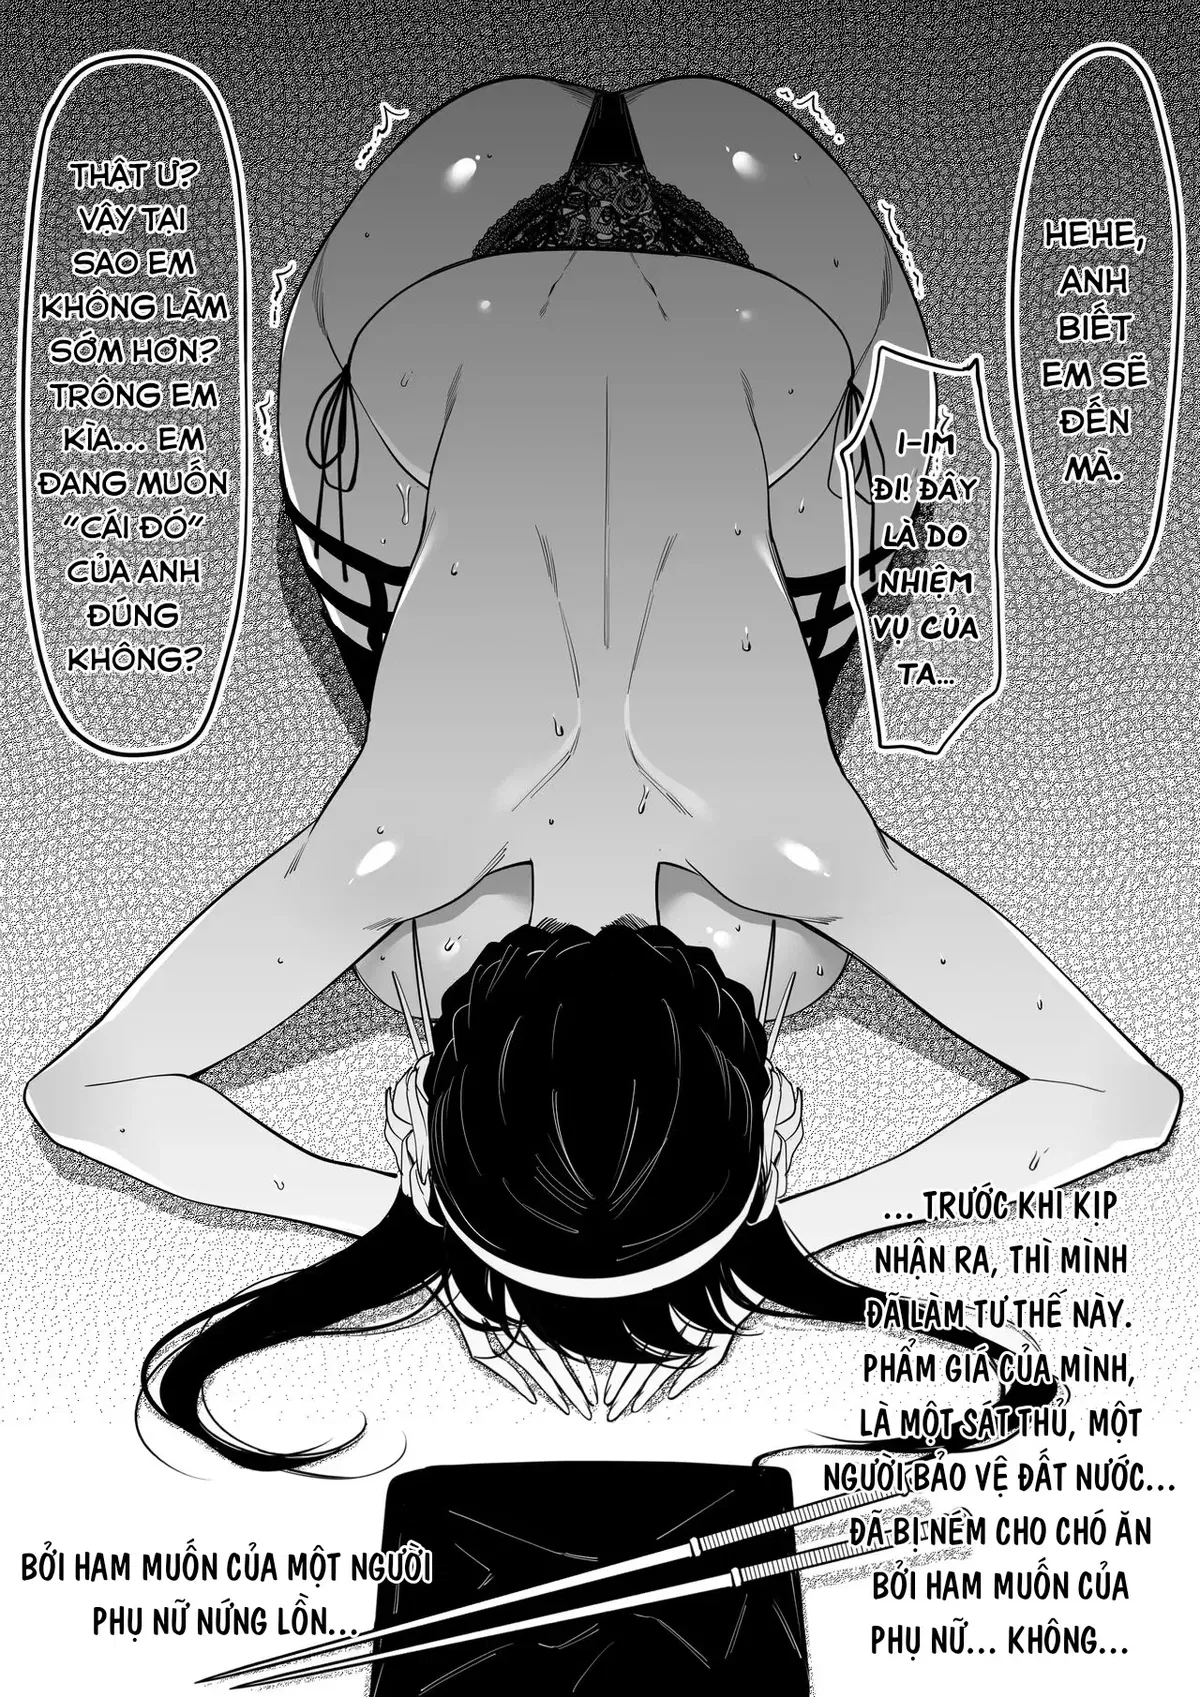 HEHE,
ANH
BIẾT
EM SẼ
ĐẾN
MÀ.
I-IM
ĐI! ĐÂY
LÀ DO
NHIỆM
VỤ CỦA
TA...
THẬT Ư?
VẬY TẠI
SAO EM
KHÔNG LÀM
SỚM HƠN?
TRÔNG EM
KÌA... EM
ĐANG MUỐN
"CÁI ĐÓ"
CỦA ANH
ĐÚNG
KHÔNG?
... TRƯỚC KHI KỊP
NHẬN RA, THÌ MÌNH
ĐÃ LÀM TƯ THẾ NÀY.
PHẨM GIÁ CỦA MÌNH,
LÀ MỘT SÁT THỦ, MỘT
NGƯỜI BẢO VỆ ĐẤT NƯỚC...
ĐÃ BỊ NÉM CHO CHÓ ĂN
BỞI HAM MUỐN CỦA
PHỤ NỮ... KHÔNG...
BỞI HAM MUỐN CỦA MỘT NGƯỜI
PHỤ NỮ NỨNG LỒN...